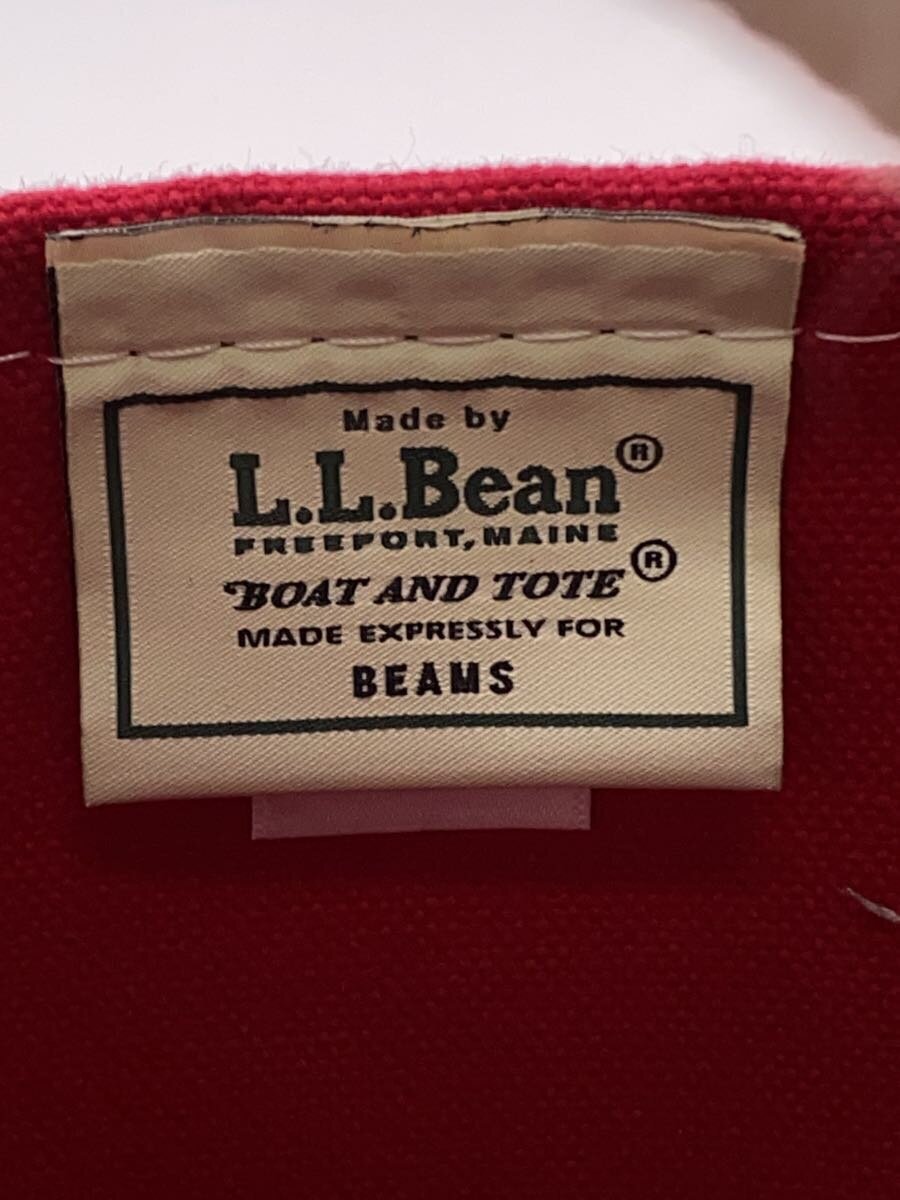 Made by
L.L.Bean®
FREEPORT, MAINE
BOAT AND TOTE®
MADE EXPRESSLY FOR
BEAMS